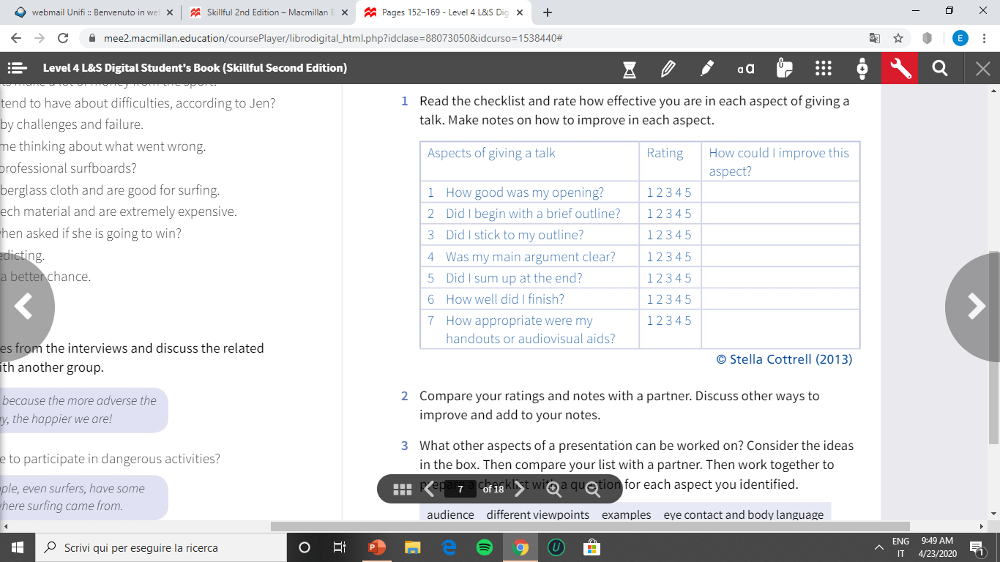 webmail Unifi :: Benvenuto in we
Skillful 2nd Edition – Macmillan E
Pages 152–169 - Level 4 L&S Dig
mee2.macmillan.education/coursePlayer/librodigital_html.php?idclase=88073050&idcurso=1538440#
E
Level 4 L&S Digital Student's Book (Skillful Second Edition)
aa
tend to have about difficulties, according to Jen?
by challenges and failure.
me thinking about what went wrong.
professional surfboards?
berglass cloth and are good for surfing.
ech material and are extremely expensive.
hen asked if she is going to win?
edicting.
a better chance.
es from the interviews and discuss the related
ith another group.
because the more adverse the
y, the happier we are!
e to participate in dangerous activities?
ple, even surfers, have some
where surfing came from.
1 Read the checklist and rate how effective you are in each aspect of giving a
talk. Make notes on how to improve in each aspect.
Aspects of giving a talk Rating How could I improve this
aspect?
1 How good was my opening? 1 2 3 4 5
2 Did I begin with a brief outline? 1 2 3 4 5
3 Did I stick to my outline? 1 2 3 4 5
4 Was my main argument clear? 1 2 3 4 5
5 Did I sum up at the end? 1 2 3 4 5
6 How well did I finish? 1 2 3 4 5
7 How appropriate were my 1 2 3 4 5
handouts or audiovisual aids?
© Stella Cottrell (2013)
2 Compare your ratings and notes with a partner. Discuss other ways to
improve and add to your notes.
3 What other aspects of a presentation can be worked on? Consider the ideas
in the box. Then compare your list with a partner. Then work together to
prepare a checklist with a question for each aspect you identified.
7 of 18
audience different viewpoints examples eye contact and body language
Scrivi qui per eseguire la ricerca
ENG 9:49 AM
IT 4/23/2020
1